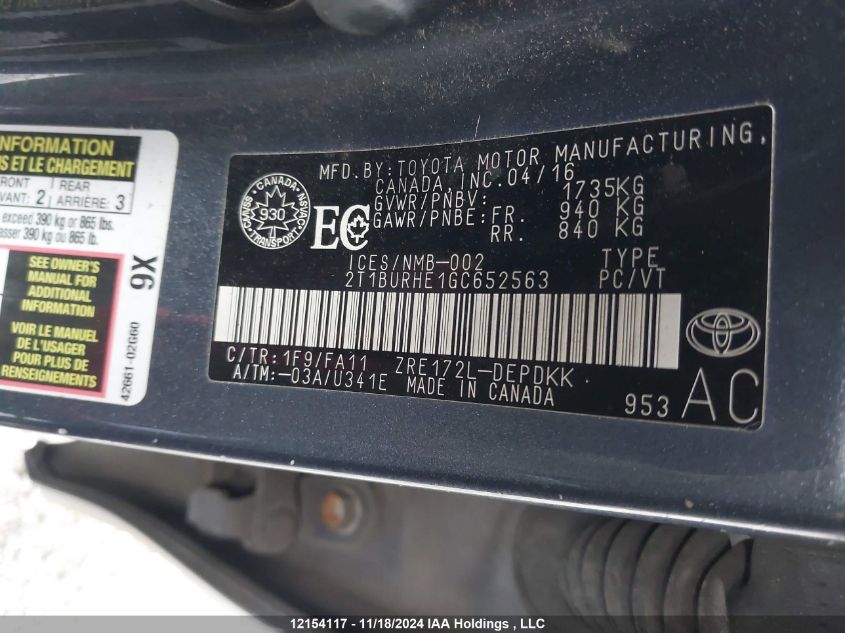 INFORMATION
ET LE CHARGEMENT
FRONT
AVANT: 2
REAR
ARRIÈRE: 3
exceed 390 kg or 865 lbs.
390 kg ou 865 lb.
SEE OWNER'S
MANUAL FOR
ADDITIONAL
INFORMATION
VOIR LE MANUEL
DE L'USAGER
POUR PLUS DE
RENSEIGNEMENTS
9X
42661-02G60
MFD.BY:TOYOTA MOTOR MANUFACTURING,
CANADA, INC. 04/16
GVWR/PNBV: 1735KG
GAWR/PNBE: FR. 940 KG
RR. 840 KG
CANADA
CMVSS 930 NSVAC
TRANSPORT
EC
ICES/NMB-002
TYPE
2T1BURHE1GC652563
PC/VT
C/TR:1F9/FA11 ZRE172L-DEPDKK
A/TM:-03A/U341E MADE IN CANADA
953 AC
12154117 - 11/18/2024 IAA Holdings , LLC